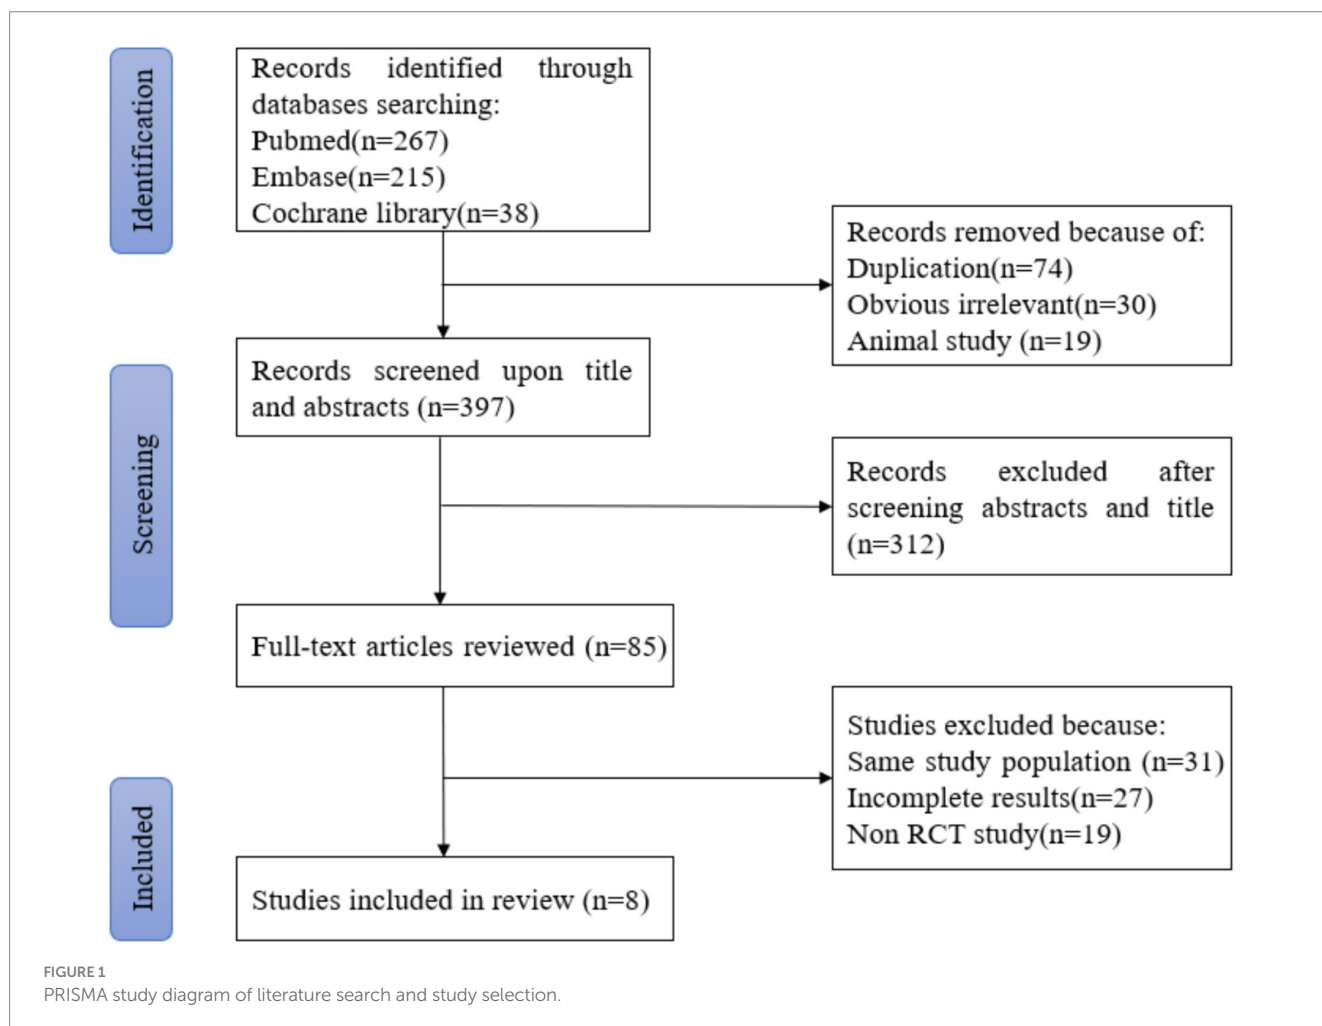 Identification
Records identified through
databases searching:
Pubmed(n=267)
Embase(n=215)
Cochrane library(n=38)
Records removed because of:
Duplication(n=74)
Obvious irrelevant(n=30)
Animal study (n=19)
Screening
Records screened upon title
and abstracts (n=397)
Records excluded after
screening abstracts and title
(n=312)
Full-text articles reviewed (n=85)
Studies excluded because:
Same study population (n=31)
Incomplete results(n=27)
Non RCT study(n=19)
Included
Studies included in review (n=8)
FIGURE 1
PRISMA study diagram of literature search and study selection.